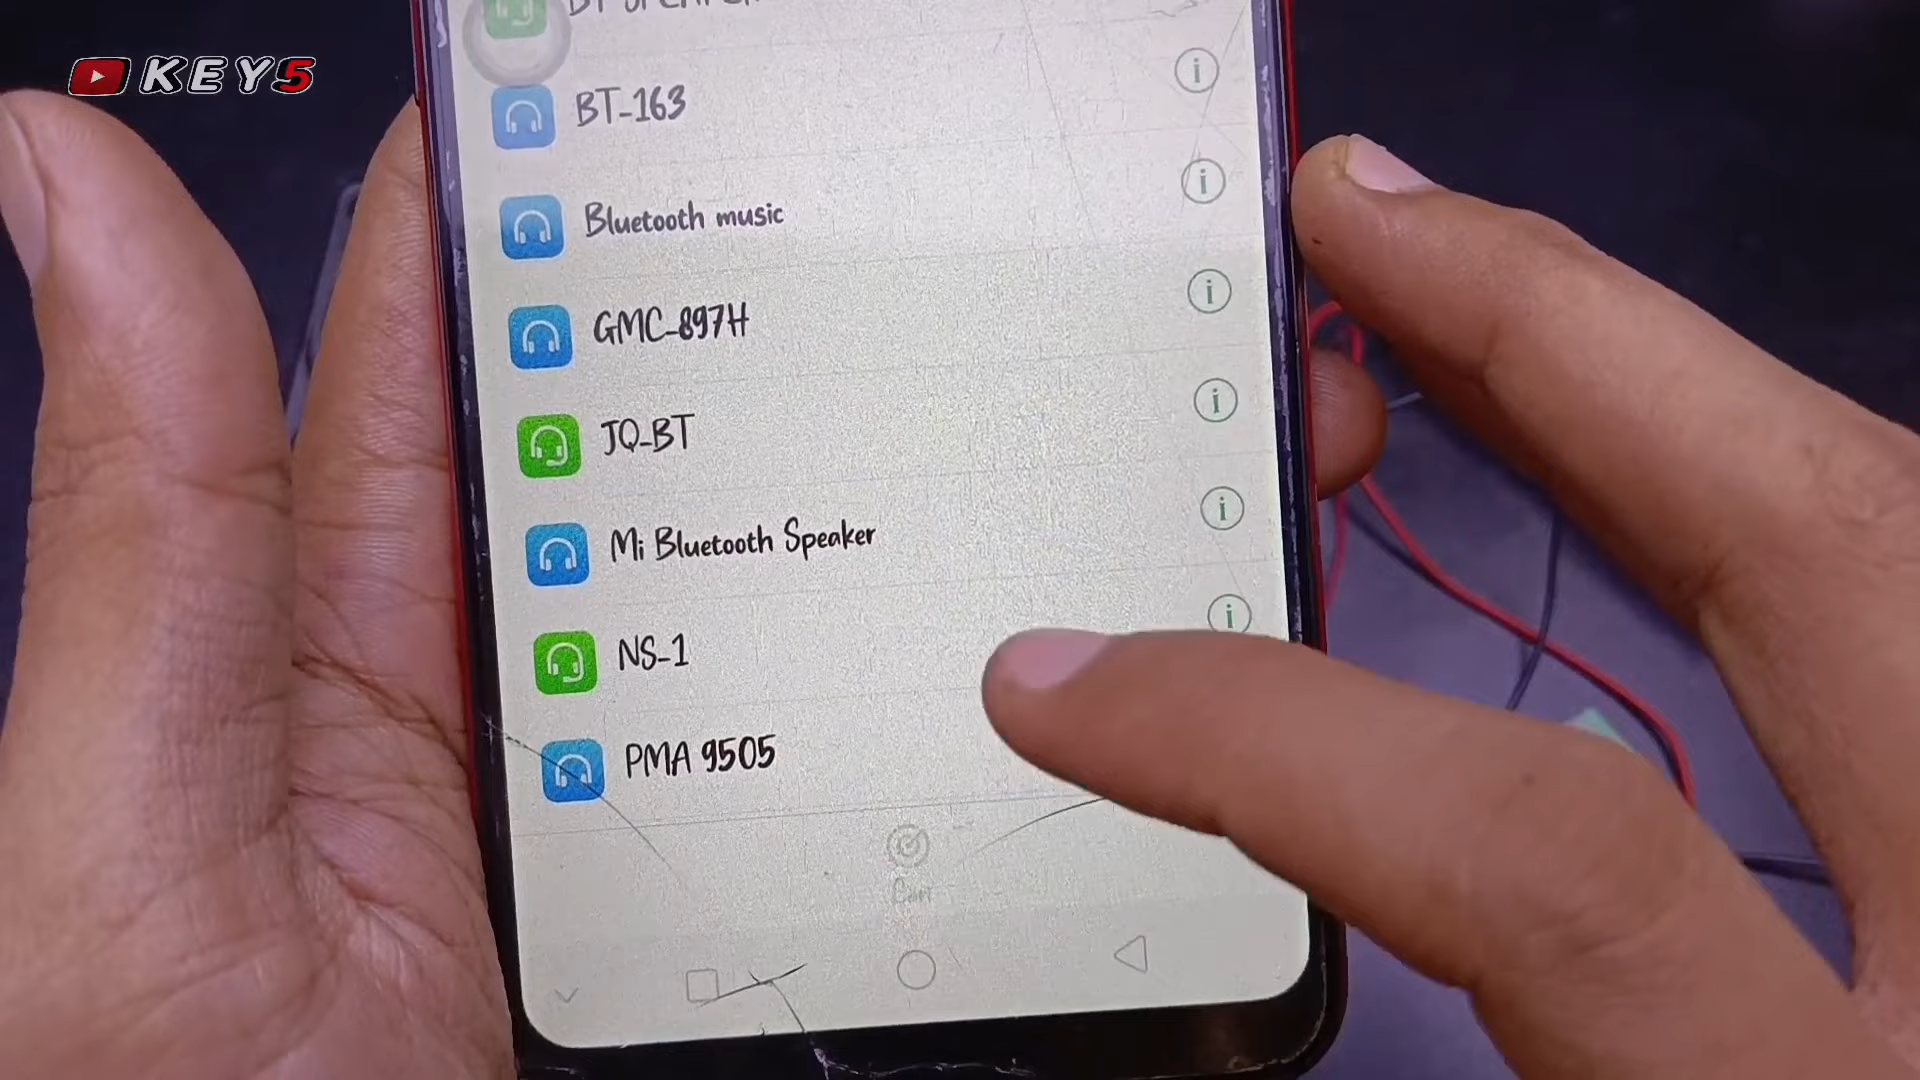 KEY5
BT-163
Bluetooth music
GMC-897H
JQ-BT
Mi Bluetooth Speaker
NS-1
PMA 9505